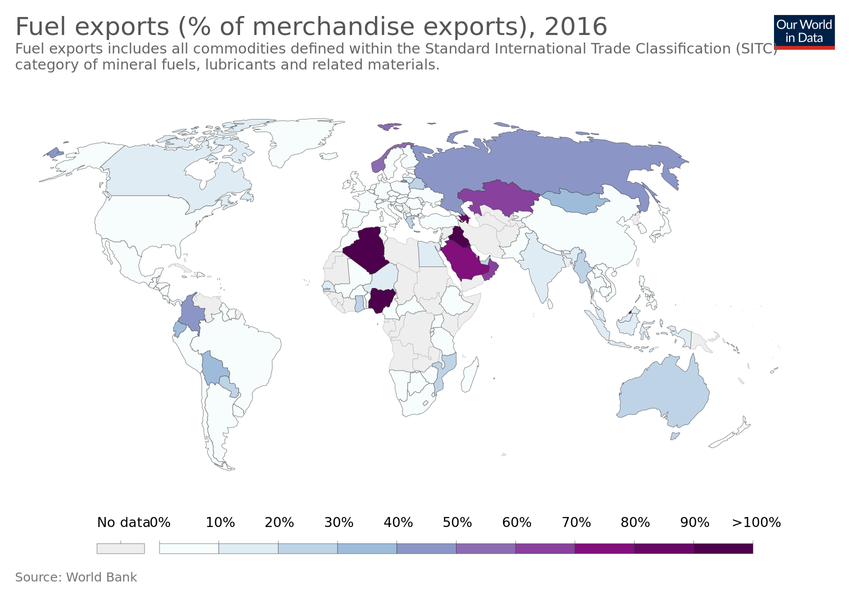 Fuel exports (% of merchandise exports), 2016
Our World
in Data
Fuel exports includes all commodities defined within the Standard International Trade Classification (SITC)
category of mineral fuels, lubricants and related materials.
No data 0% 10% 20% 30% 40% 50% 60% 70% 80% 90% >100%
Source: World Bank